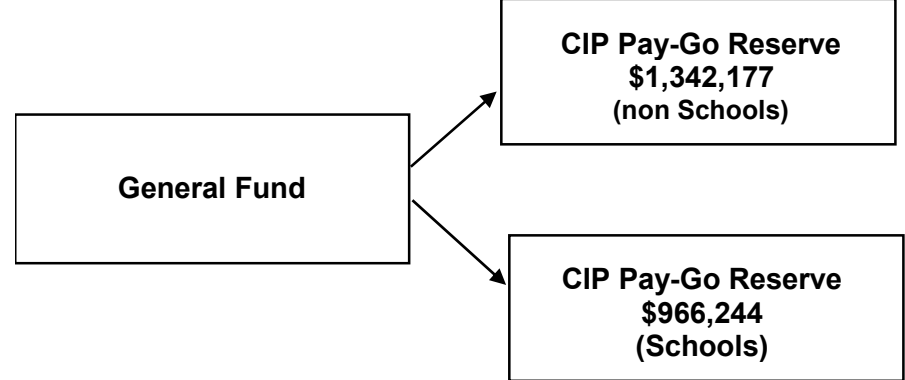 General Fund
CIP Pay-Go Reserve
$1,342,177
(non Schools)
CIP Pay-Go Reserve
$966,244
(Schools)